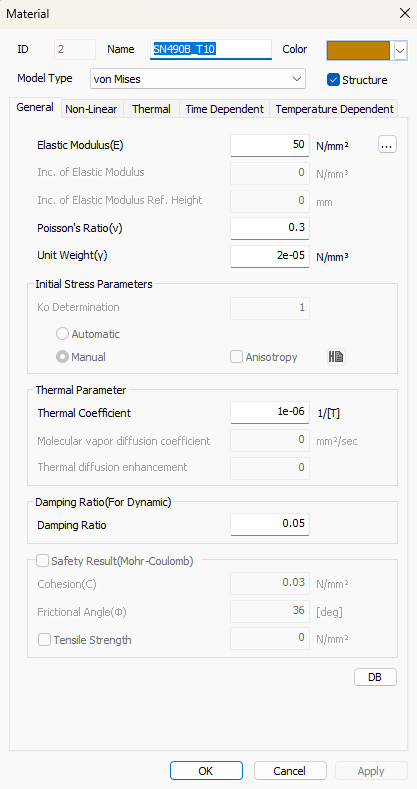 Material
ID 2 Name SN490B_T10 Color
Model Type von Mises Structure
General Non-Linear Thermal Time Dependent Temperature Dependent
Elastic Modulus(E) 50 N/mm² ...
Inc. of Elastic Modulus 0 N/mm³
Inc. of Elastic Modulus Ref. Height 0 mm
Poisson's Ratio(ν) 0.3
Unit Weight(γ) 2e-05 N/mm³
Initial Stress Parameters
Ko Determination 1
Automatic
Manual Anisotropy
Thermal Parameter
Thermal Coefficient 1e-06 1/[T]
Molecular vapor diffusion coefficient 0 mm²/sec
Thermal diffusion enhancement 0
Damping Ratio(For Dynamic)
Damping Ratio 0.05
Safety Result(Mohr-Coulomb)
Cohesion(C) 0.03 N/mm²
Frictional Angle(Φ) 36 [deg]
Tensile Strength 0 N/mm²
DB
OK Cancel Apply